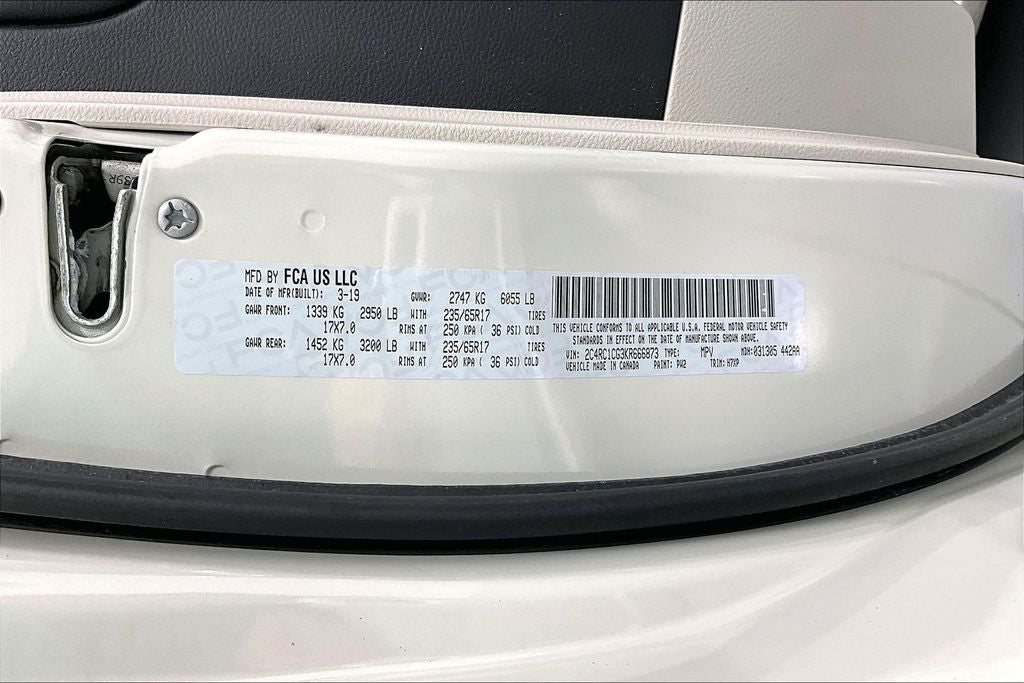 MFD BY FCA US LLC
DATE OF MFR(BUILT): 3-19 GVWR: 2747 KG 6055 LB
GAWR FRONT: 1339 KG 2950 LB WITH 235/65R17 TIRES
17X7.0 RIMS AT 250 KPA ( 36 PSI) COLD
GAWR REAR: 1452 KG 3200 LB WITH 235/65R17 TIRES
17X7.0 RIMS AT 250 KPA ( 36 PSI) COLD
THIS VEHICLE CONFORMS TO ALL APPLICABLE U.S.A. FEDERAL MOTOR VEHICLE SAFETY
STANDARDS IN EFFECT ON THE DATE OF MANUFACTURE SHOWN ABOVE.
VIN: 2C4RC1CG3KR666873 TYPE: MPV MDH:031305 442AA
VEHICLE MADE IN CANADA PAINT: PW2 TRIM: H7XP